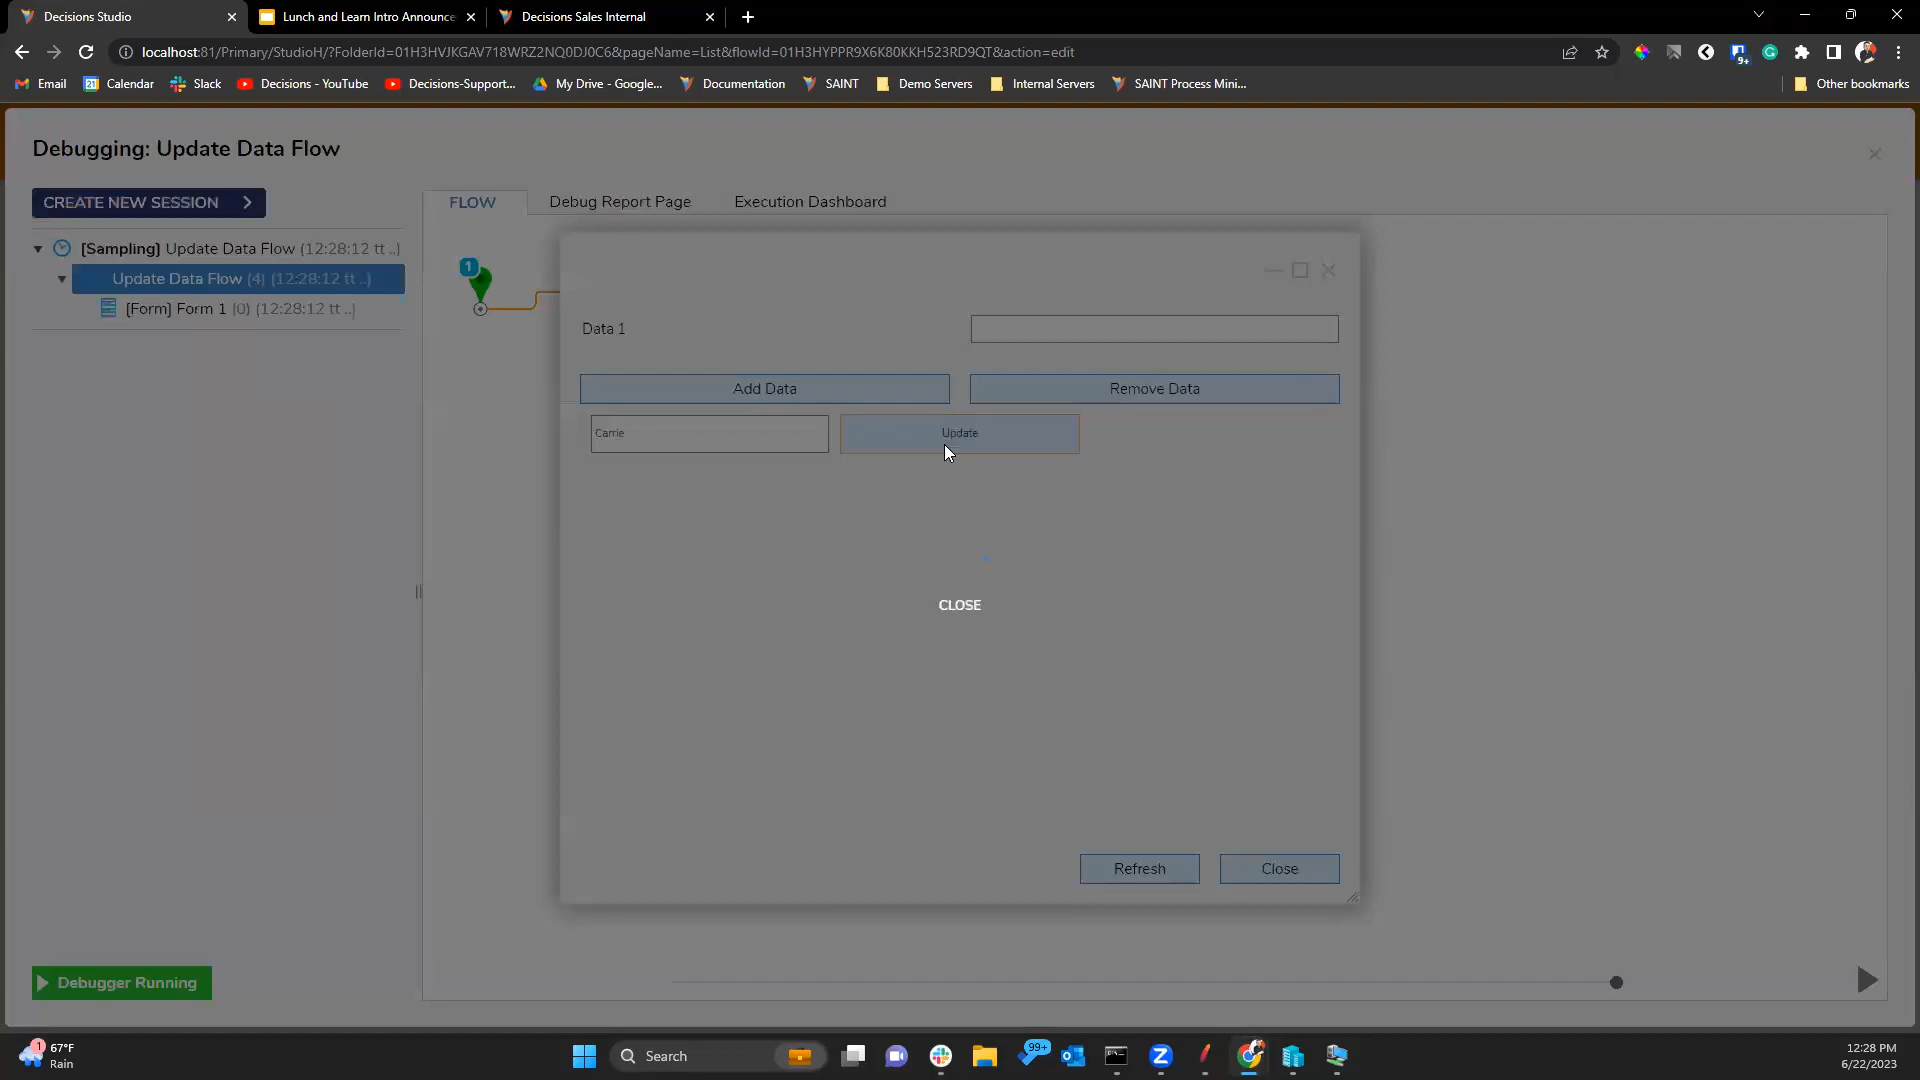 Decisions Studio
Lunch and Learn Intro Announce
Decisions Sales Internal
localhost:81/Primary/StudioH/?FolderId=01H3HVJKGAV718WRZ2NQ0DJ0C6&pageName=List&flowId=01H3HYPPR9X6K80KKH523RD9QT&action=edit
9+
Email
Calendar
Slack
Decisions - YouTube
Decisions-Support...
My Drive - Google...
Documentation
SAINT
Demo Servers
Internal Servers
SAINT Process Mini...
Other bookmarks
Debugging: Update Data Flow
CREATE NEW SESSION
FLOW
Debug Report Page
Execution Dashboard
[Sampling] Update Data Flow (12:28:12 tt ..)
Update Data Flow (4) (12:28:12 tt ..)
[Form] Form 1 (0) (12:28:12 tt ..)
1
Data 1
Add Data
Remove Data
Carrie
Update
CLOSE
Refresh
Close
Debugger Running
1
67°F
Rain
Search
99+
12:28 PM
6/22/2023